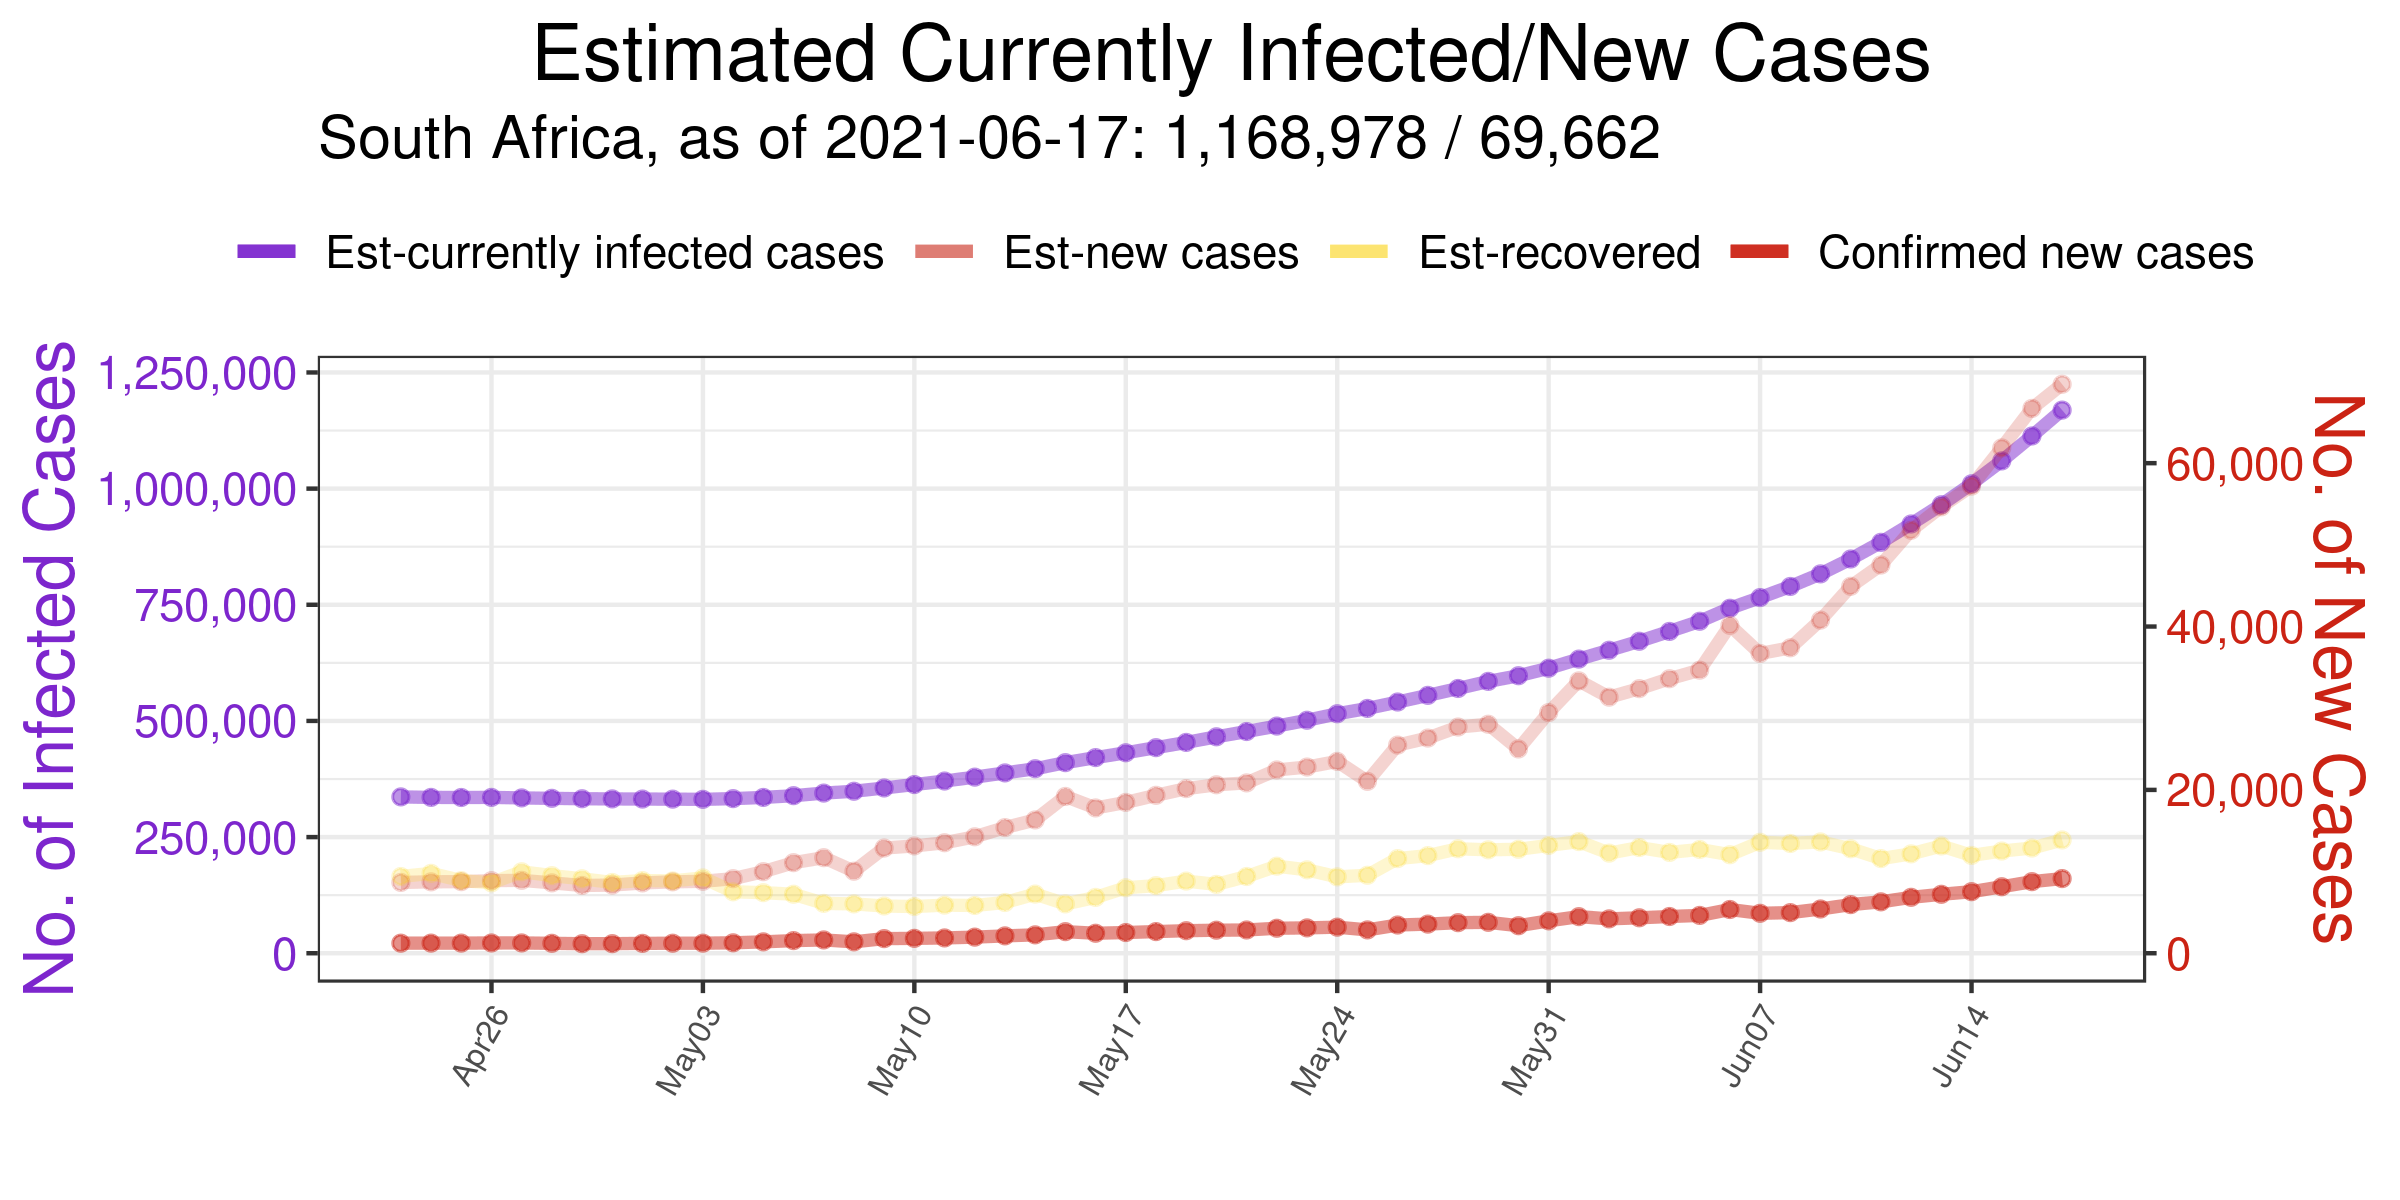 Estimated Currently Infected/New Cases
South Africa, as of 2021-06-17: 1,168,978 / 69,662
Est-currently infected cases
Est-new cases
Est-recovered
Confirmed new cases
No. of Infected Cases
1,250,000
1,000,000
750,000
500,000
250,000
0
60,000
40,000
20,000
0
No. of New Cases
Apr26
May03
May10
May17
May24
May31
Jun07
Jun14